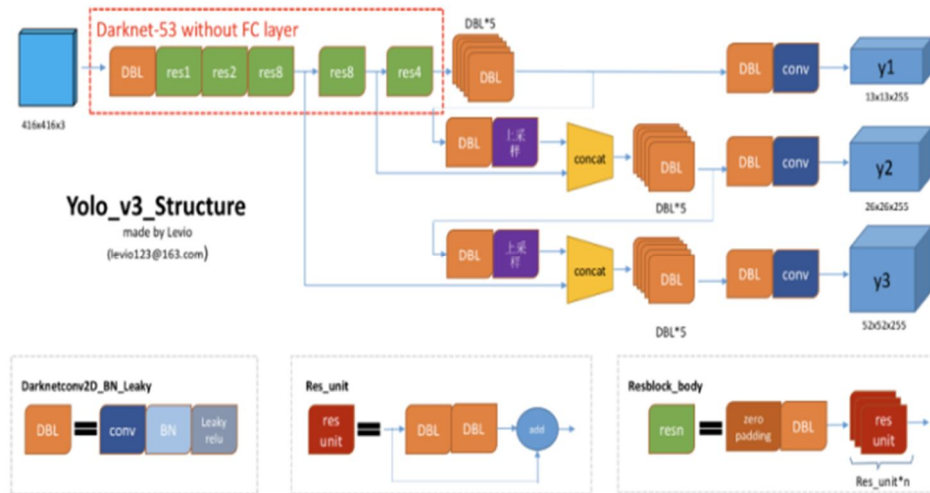 Darknet-53 without FC layer
DBL*5
DBL
res1
res2
res8
res8
res4
DBL
DBL
conv
y1
416x416x3
13x13x255
DBL
上采
样
concat
DBL
DBL
conv
y2
DBL*5
26x26x255
Yolo_v3_Structure
made by Levio
(levio123@163.com)
DBL
上采
样
concat
DBL
DBL
conv
y3
DBL*5
52x52x255
Darknetconv2D_BN_Leaky
DBL
conv
BN
Leaky
relu
Res_unit
res
unit
DBL
DBL
add
Resblock_body
resn
zero
padding
DBL
res
unit
Res_unit*n